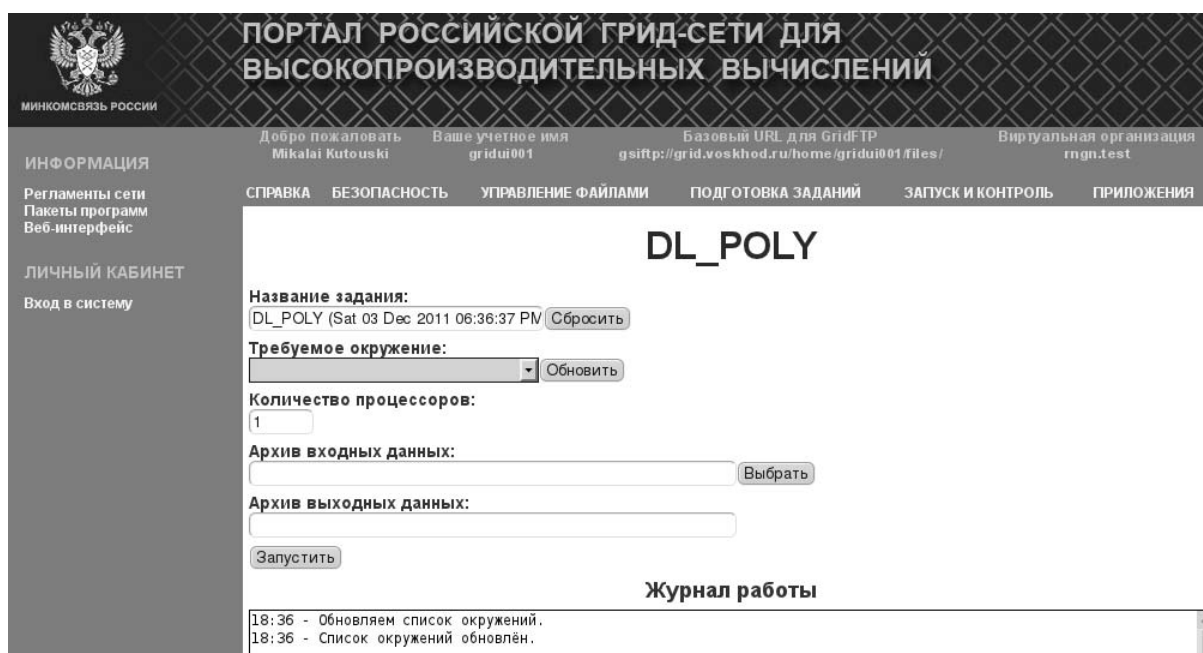 ПОРТАЛ РОССИЙСКОЙ ГРИД-СЕТИ ДЛЯ
ВЫСОКОПРОИЗВОДИТЕЛЬНЫХ ВЫЧИСЛЕНИЙ
МИНКОМСВЯЗЬ РОССИИ
Добро пожаловать Ваше учетное имя Базовый URL для GridFTP Виртуальная организация
Mikalai Kutouski gridui001 gsiftp://grid.voskhod.ru/home/gridui001/files/ rngn.test
ИНФОРМАЦИЯ
Регламенты сети
Пакеты программ
Веб-интерфейс
ЛИЧНЫЙ КАБИНЕТ
Вход в систему
СПРАВКА БЕЗОПАСНОСТЬ УПРАВЛЕНИЕ ФАЙЛАМИ ПОДГОТОВКА ЗАДАНИЙ ЗАПУСК И КОНТРОЛЬ ПРИЛОЖЕНИЯ
DL_POLY
Название задания:
DL_POLY (Sat 03 Dec 2011 06:36:37 PM Сбросить
Требуемое окружение:
Обновить
Количество процессоров:
1
Архив входных данных:
Выбрать
Архив выходных данных:
Запустить
Журнал работы
18:36 - Обновляем список окружений.
18:36 - Список окружений обновлён.